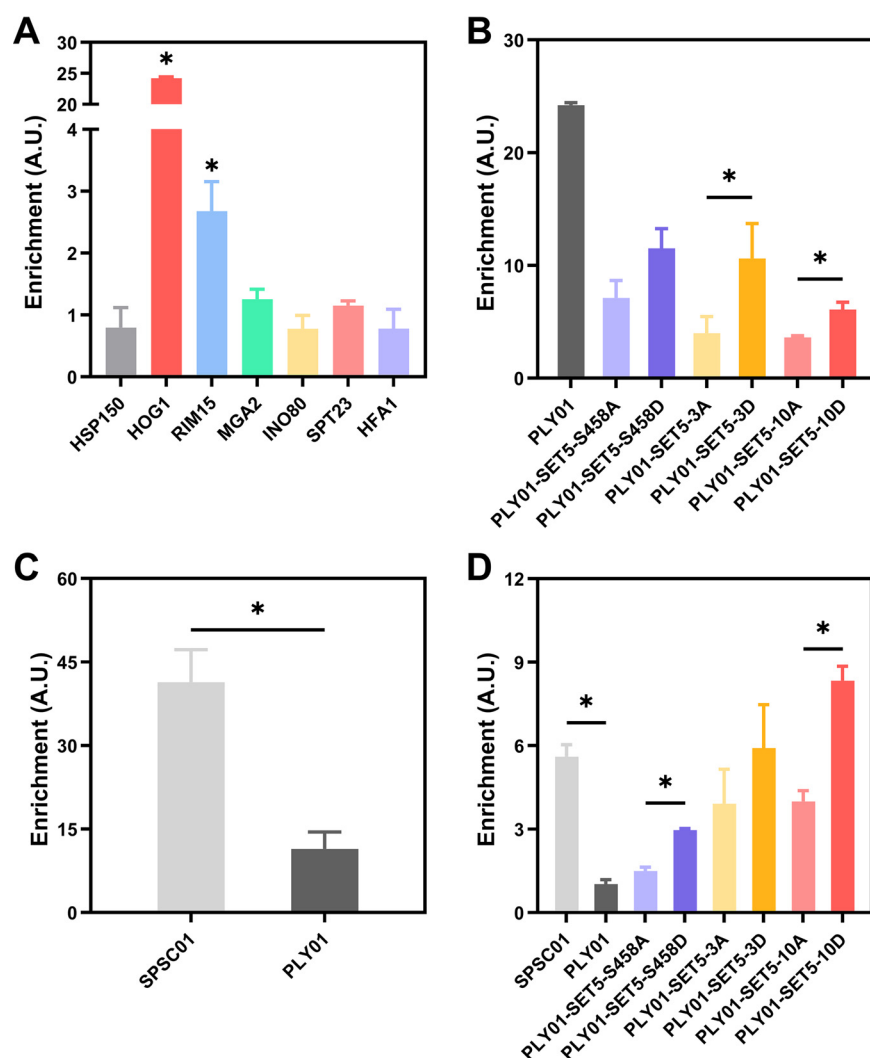 A
Enrichment (A.U.)
30
25
20
4
3
2
1
0
*
*
HSP150
HOG1
RIM15
MGA2
INO80
SPT23
HFA1
B
Enrichment (A.U.)
30
20
10
0
*
*
PLY01
PLY01-SET5-S458A
PLY01-SET5-S458D
PLY01-SET5-3A
PLY01-SET5-3D
PLY01-SET5-10A
PLY01-SET5-10D
C
Enrichment (A.U.)
60
45
30
15
0
*
SPSC01
PLY01
D
Enrichment (A.U.)
12
9
6
3
0
*
*
*
SPSC01
PLY01
PLY01-SET5-S458A
PLY01-SET5-S458D
PLY01-SET5-3A
PLY01-SET5-3D
PLY01-SET5-10A
PLY01-SET5-10D